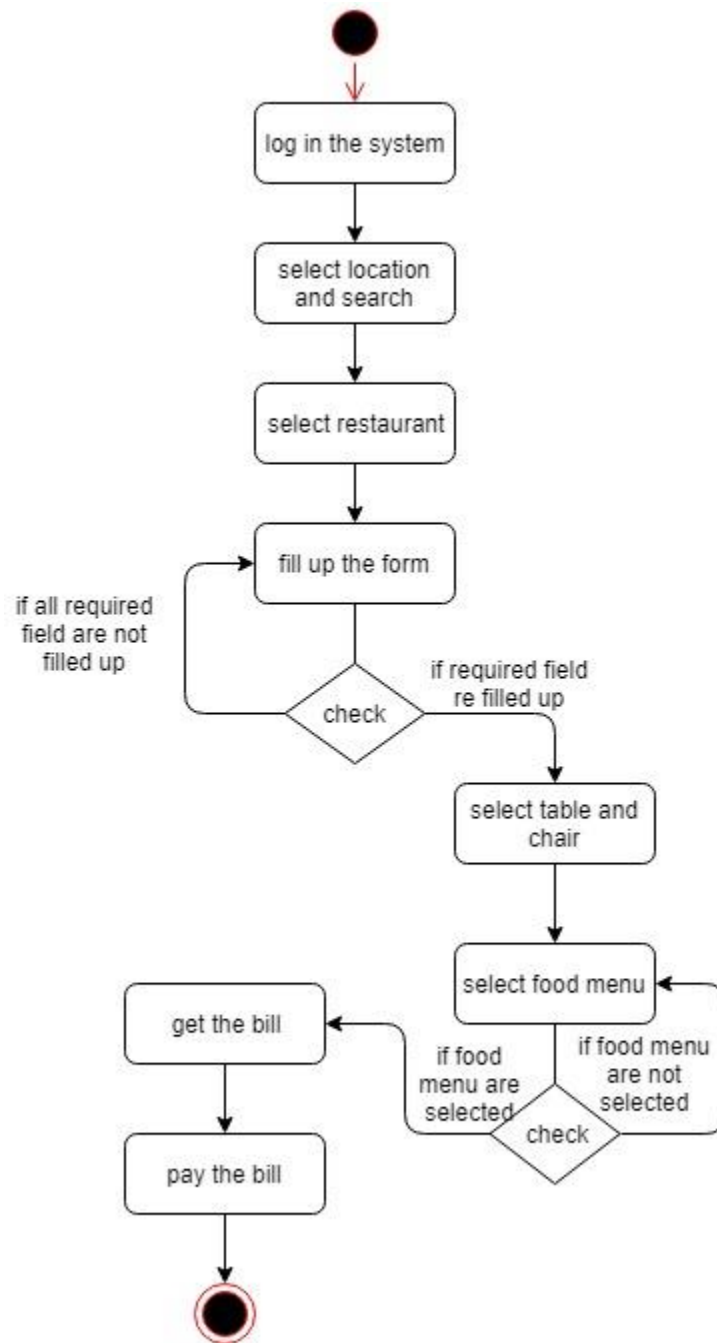 log in the system
select location
and search
select restaurant
fill up the form
if all required
field are not
filled up
check
if required field
re filled up
select table and
chair
select food menu
get the bill
if food
menu are
selected
if food menu
are not
selected
check
pay the bill